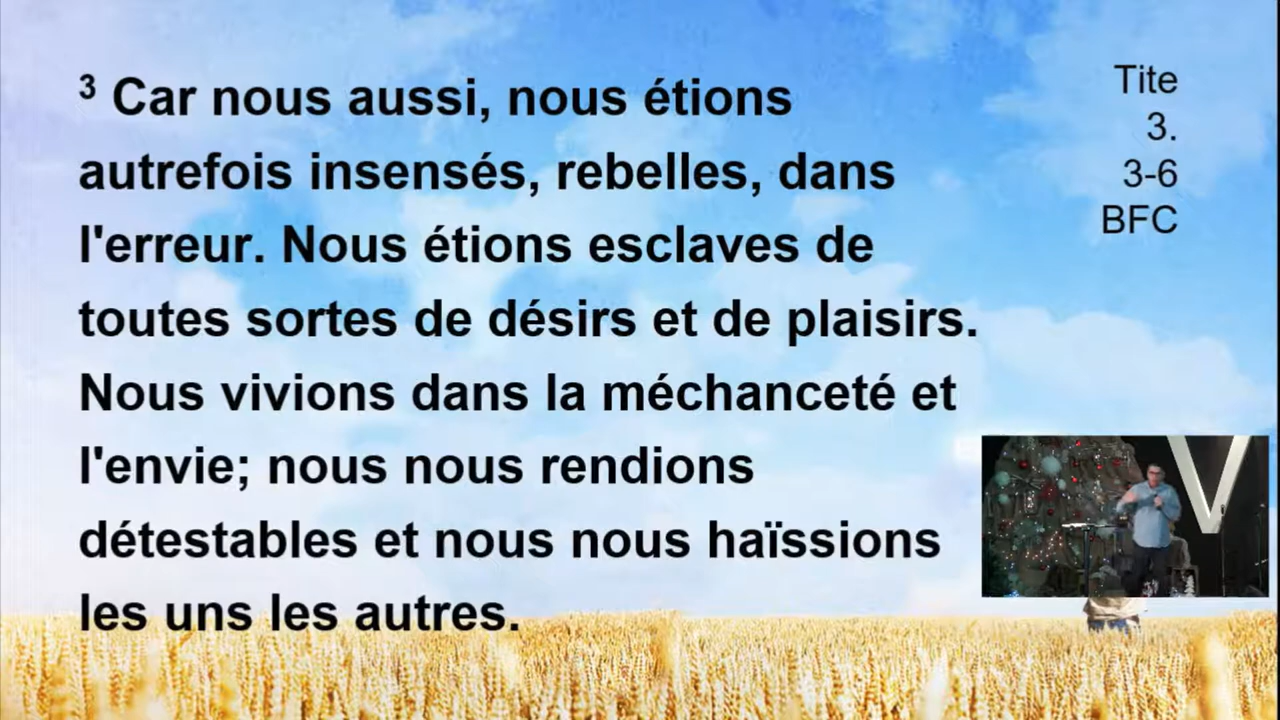 ³ Car nous aussi, nous étions
autrefois insensés, rebelles, dans
l'erreur. Nous étions esclaves de
toutes sortes de désirs et de plaisirs.
Nous vivions dans la méchanceté et
l'envie; nous nous rendions
détestables et nous nous haïssions
les uns les autres.
Tite
3.
3-6
BFC
V